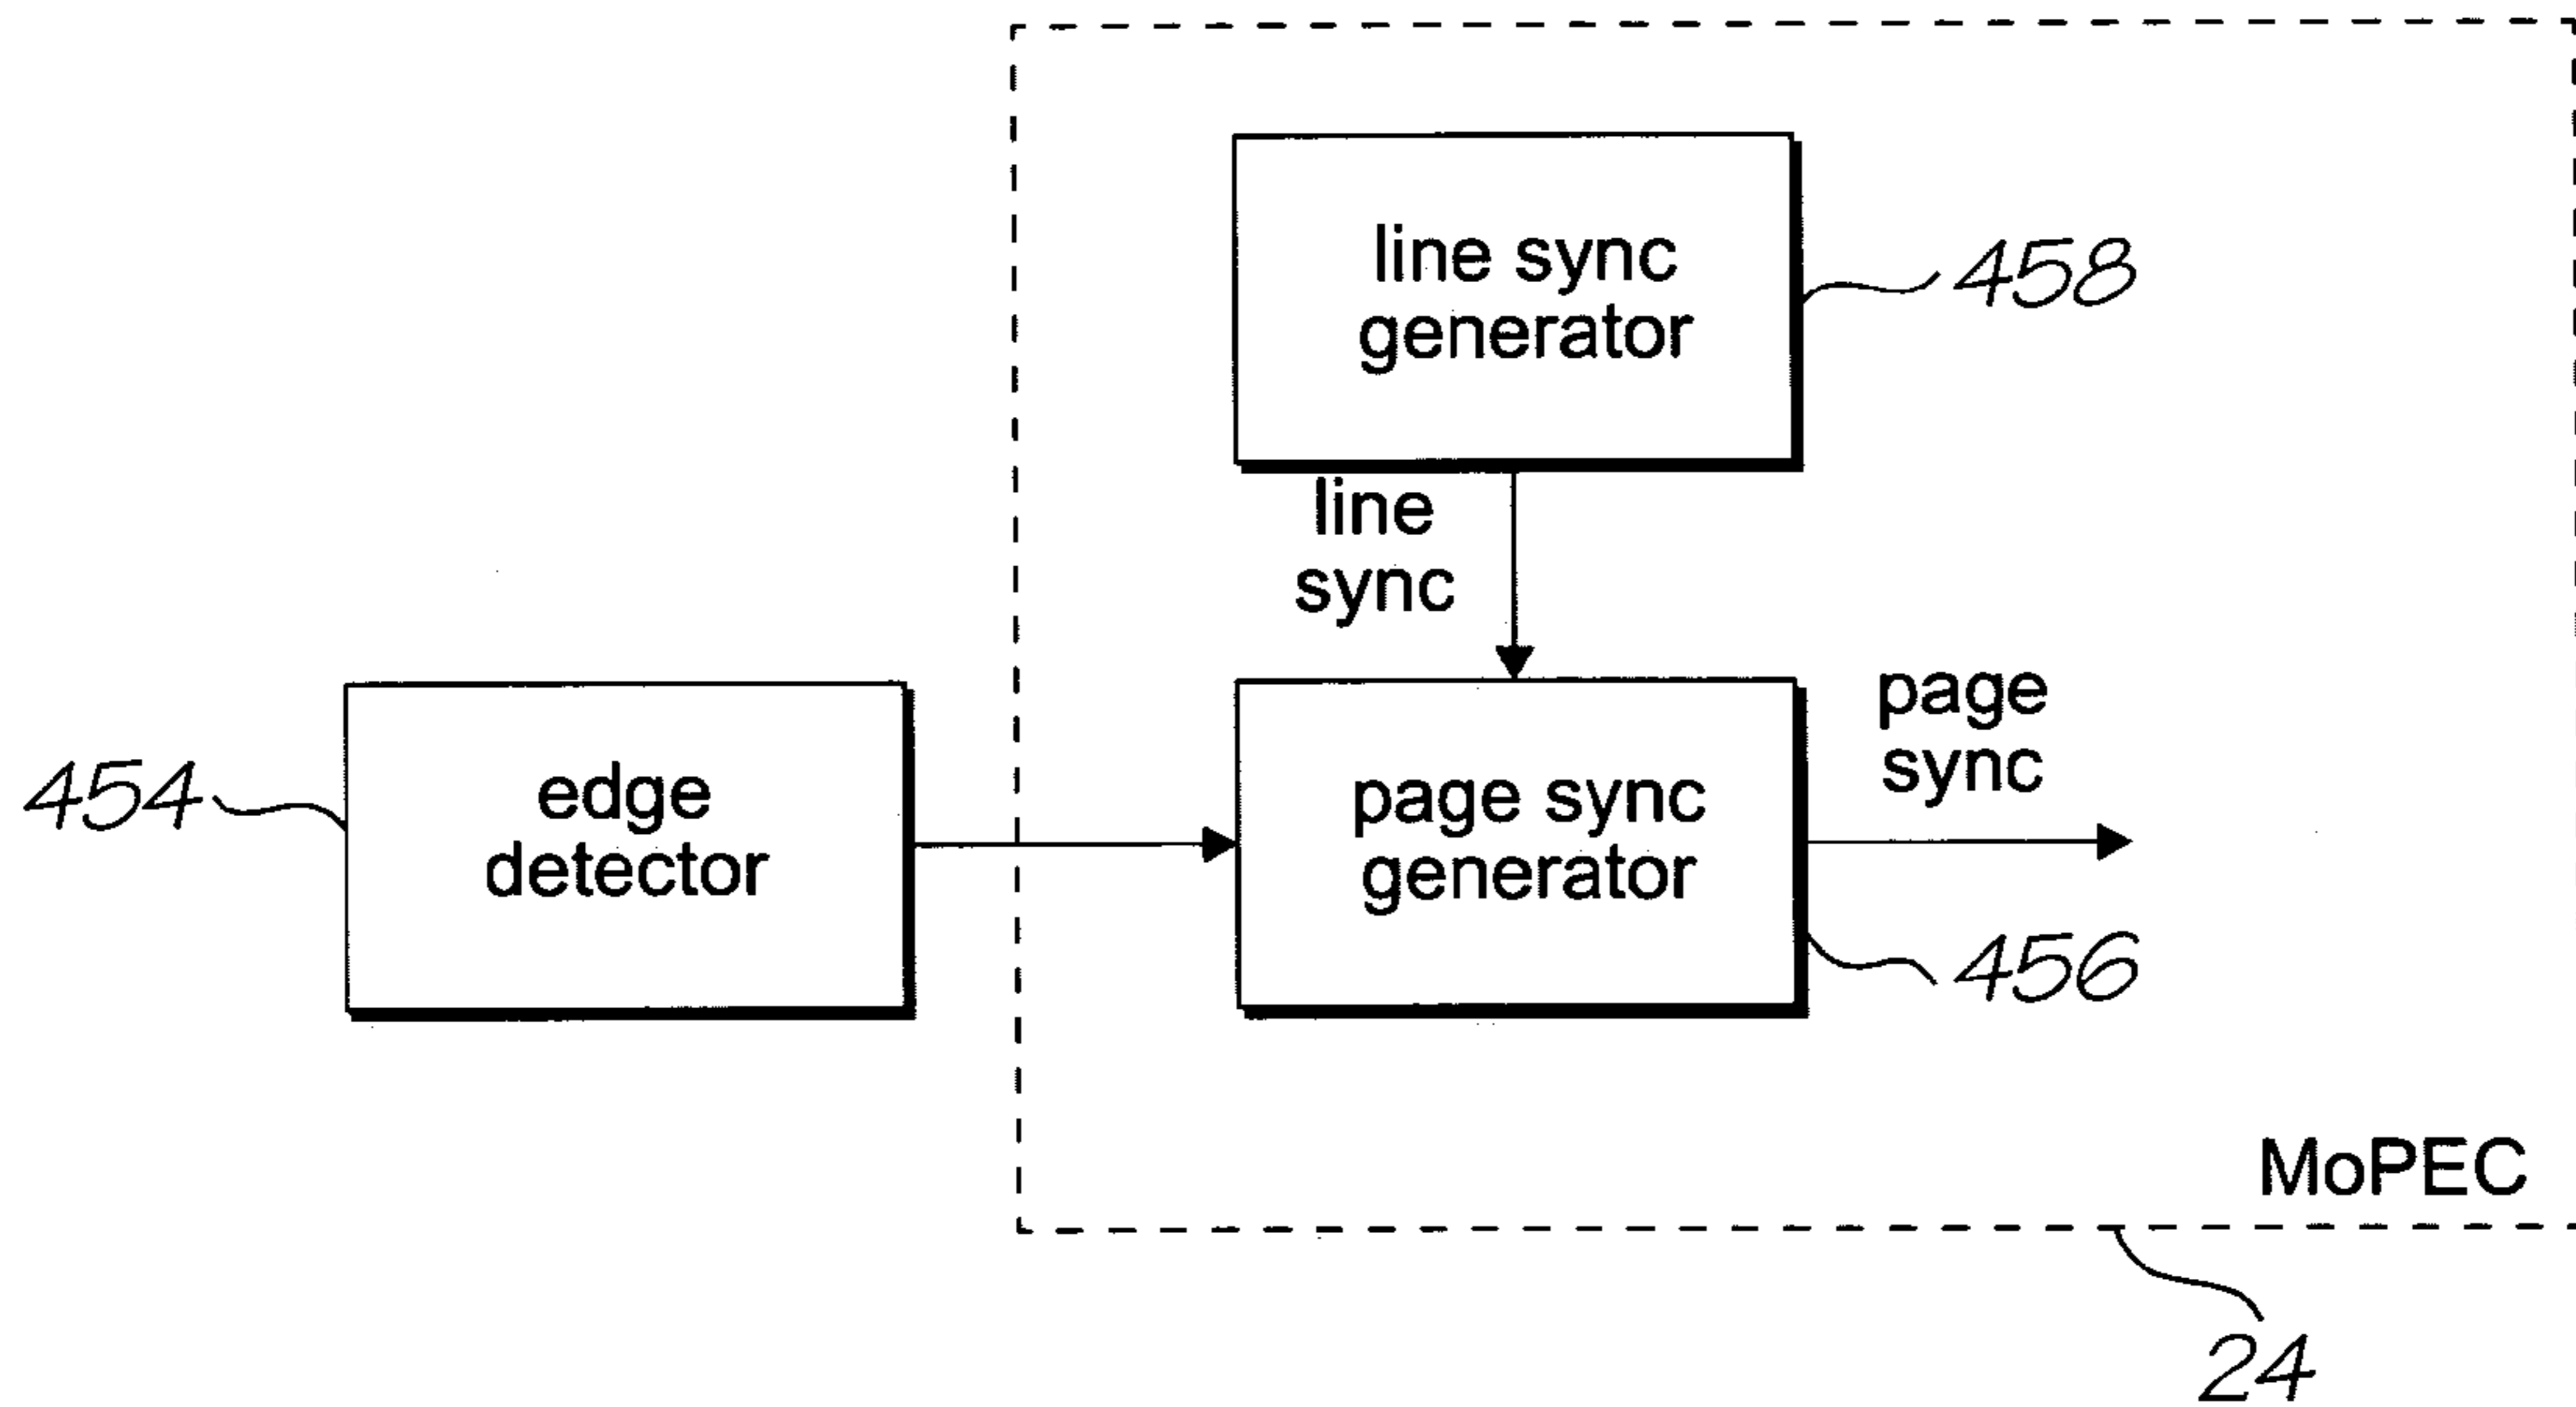 line sync
generator
458
line
sync
454
edge
detector
page sync
generator
page
sync
456
MoPEC
24